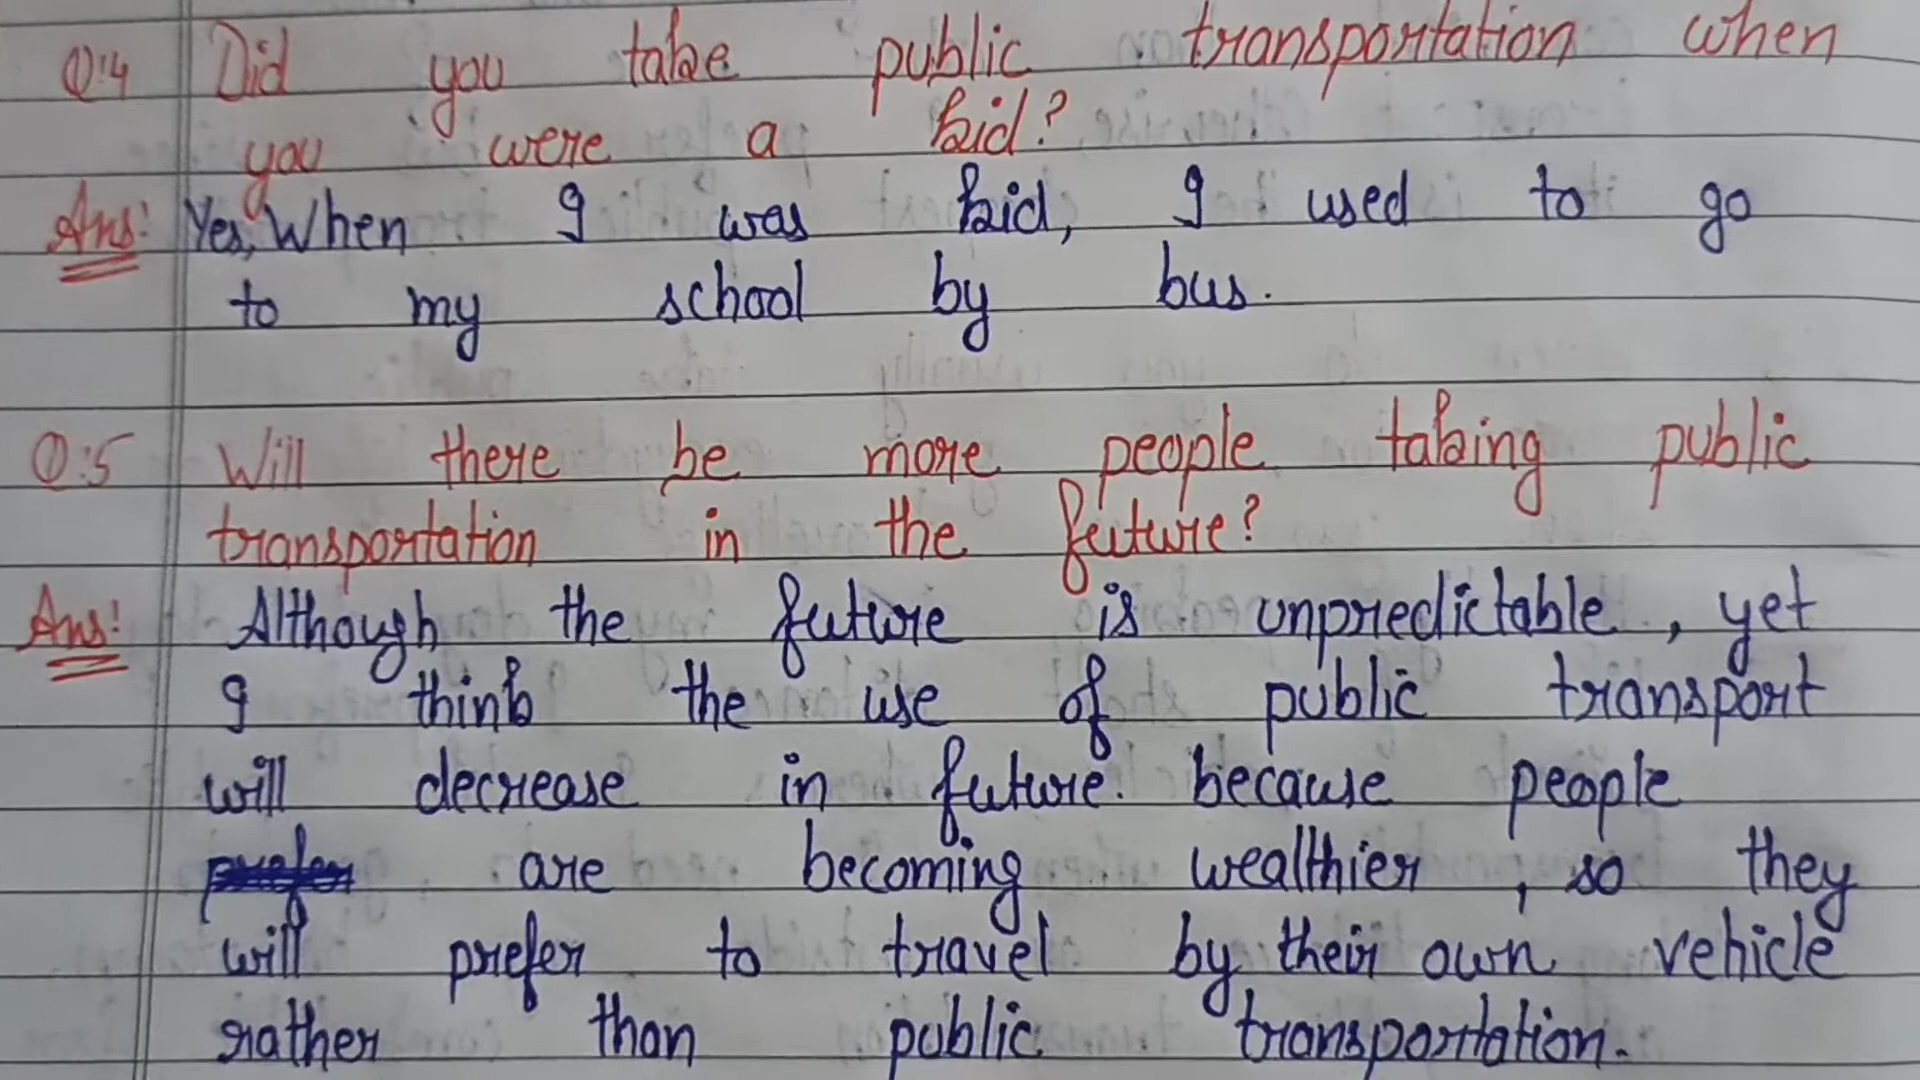 Q:4 Did you take public transportation when
you were a kid?
Ans: Yes, When I was kid, I used to go
to my school by bus.
Q:5 Will there be more people taking public
transportation in the future?
Ans: Although the future is unpredictable, yet
I think the use of public transport
will decrease in future. because people
prefer are becoming wealthier, so they
will prefer to travel by their own vehicle
rather than public transportation.